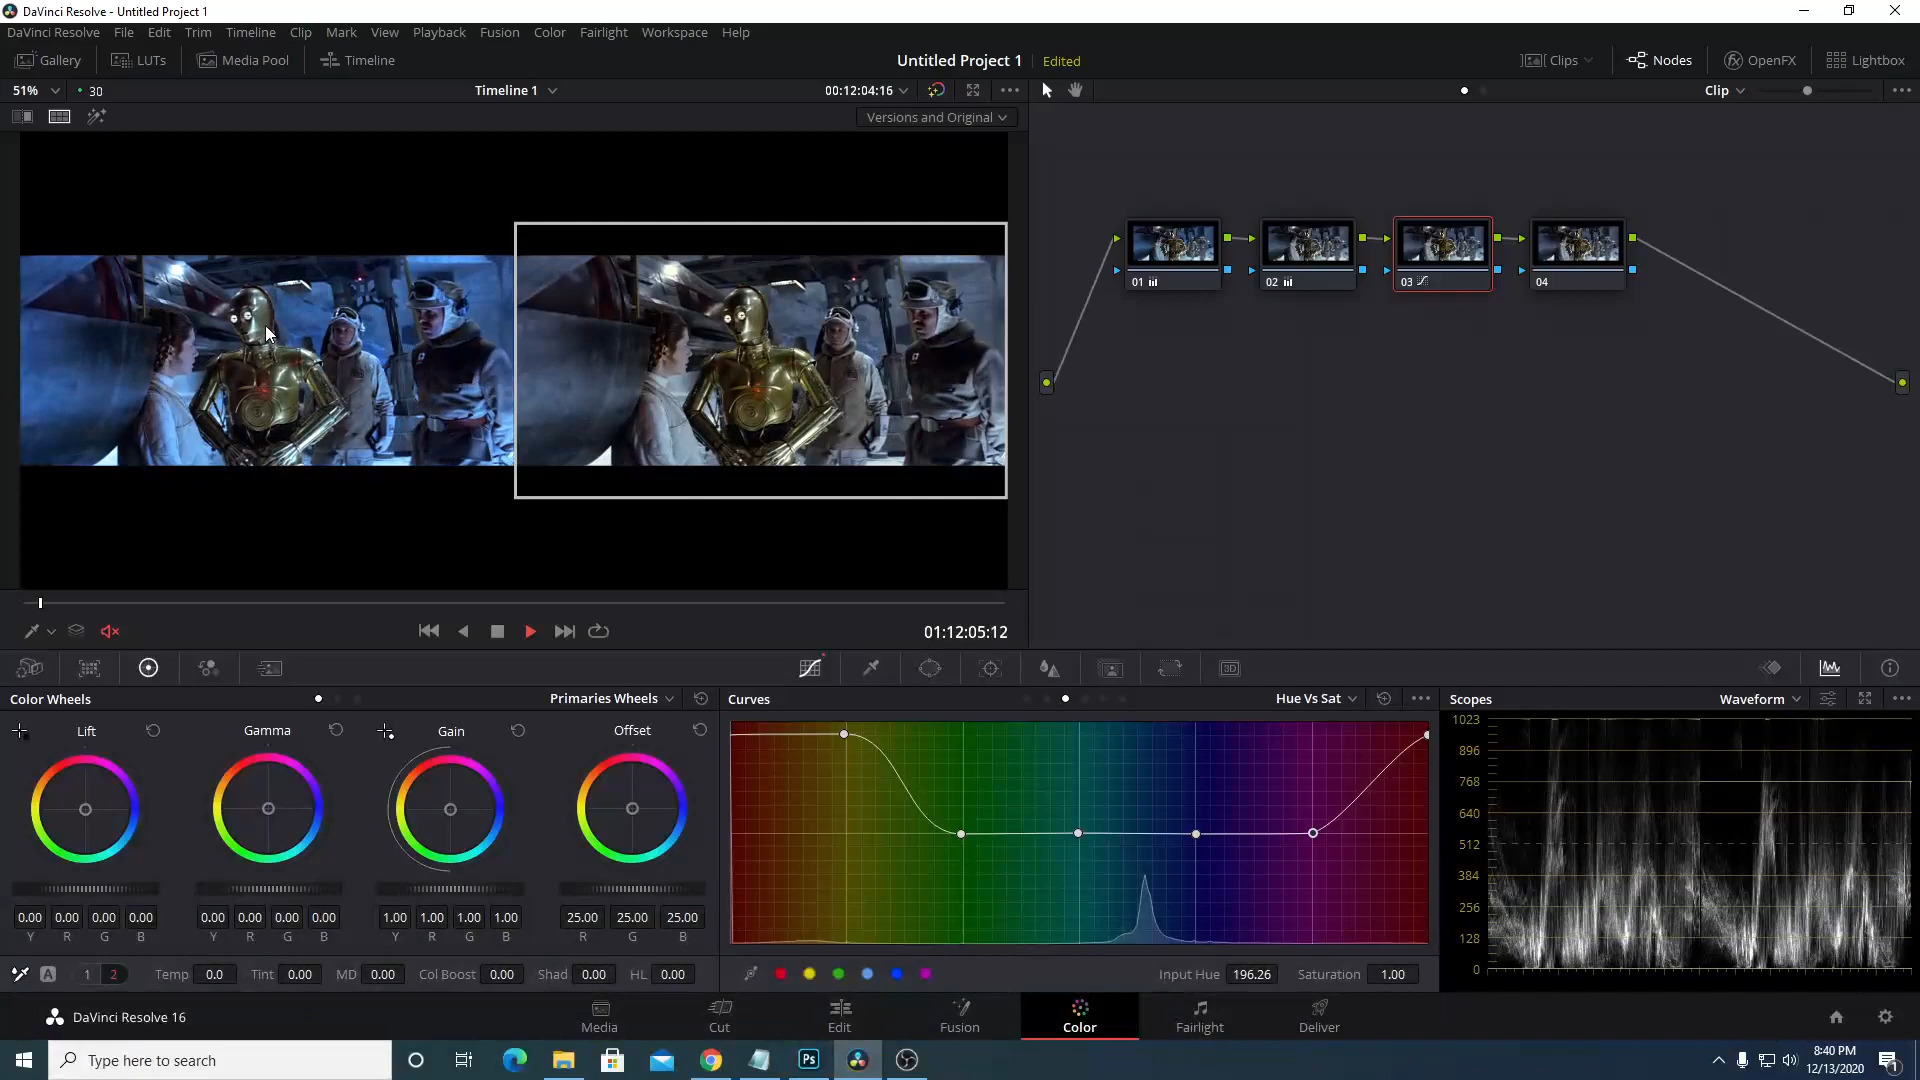 DaVinci Resolve - Untitled Project 1
DaVinci Resolve File Edit Trim Timeline Clip Mark View Playback Fusion Color Fairlight Workspace Help
Gallery LUTs Media Pool Timeline Untitled Project 1 Edited Clips Nodes fx OpenFX Lightbox
51% 30 Timeline 1 00:12:04:16 Clip
Versions and Original
01 02 03 04
01:12:05:12
3D
Color Wheels Primaries Wheels Curves Hue Vs Sat Scopes Waveform
Lift Gamma Gain Offset
1023
896
768
640
512
384
256
128
0
0.00 0.00 0.00 0.00 0.00 0.00 0.00 0.00 1.00 1.00 1.00 1.00 25.00 25.00 25.00
Y R G B Y R G B Y R G B R G B
A 1 2 Temp 0.0 Tint 0.00 MD 0.00 Col Boost 0.00 Shad 0.00 HL 0.00 Input Hue 196.26 Saturation 1.00
DaVinci Resolve 16 Media Cut Edit Fusion Color Fairlight Deliver
Type here to search Ps 8:40 PM
12/13/2020 1